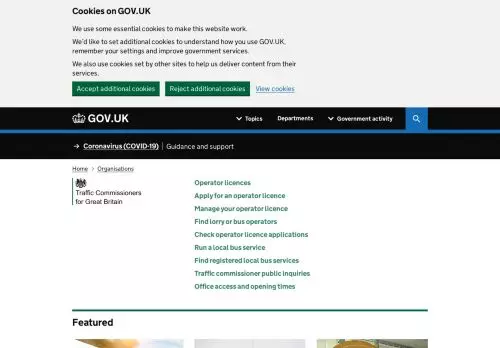 Cookies on GOV.UK
We use some essential cookies to make this website work.
We'd like to set additional cookies to understand how you use GOV.UK,
remember your settings and improve government services.
We also use cookies set by other sites to help us deliver content from their
services.
Accept additional cookies Reject additional cookies View cookies
GOV.UK Topics Departments Government activity
→ Coronavirus (COVID-19) Guidance and support
Home > Organisations
Traffic Commissioners
for Great Britain
Operator licences
Apply for an operator licence
Manage your operator licence
Find lorry or bus operators
Check operator licence applications
Run a local bus service
Find registered local bus services
Traffic commissioner public inquiries
Office access and opening times
Featured